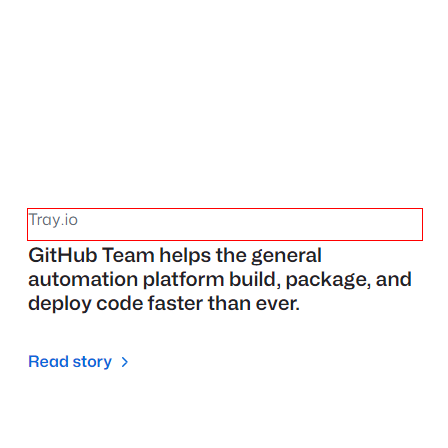 Tray.io
GitHub Team helps the general
automation platform build, package, and
deploy code faster than ever.
Read story